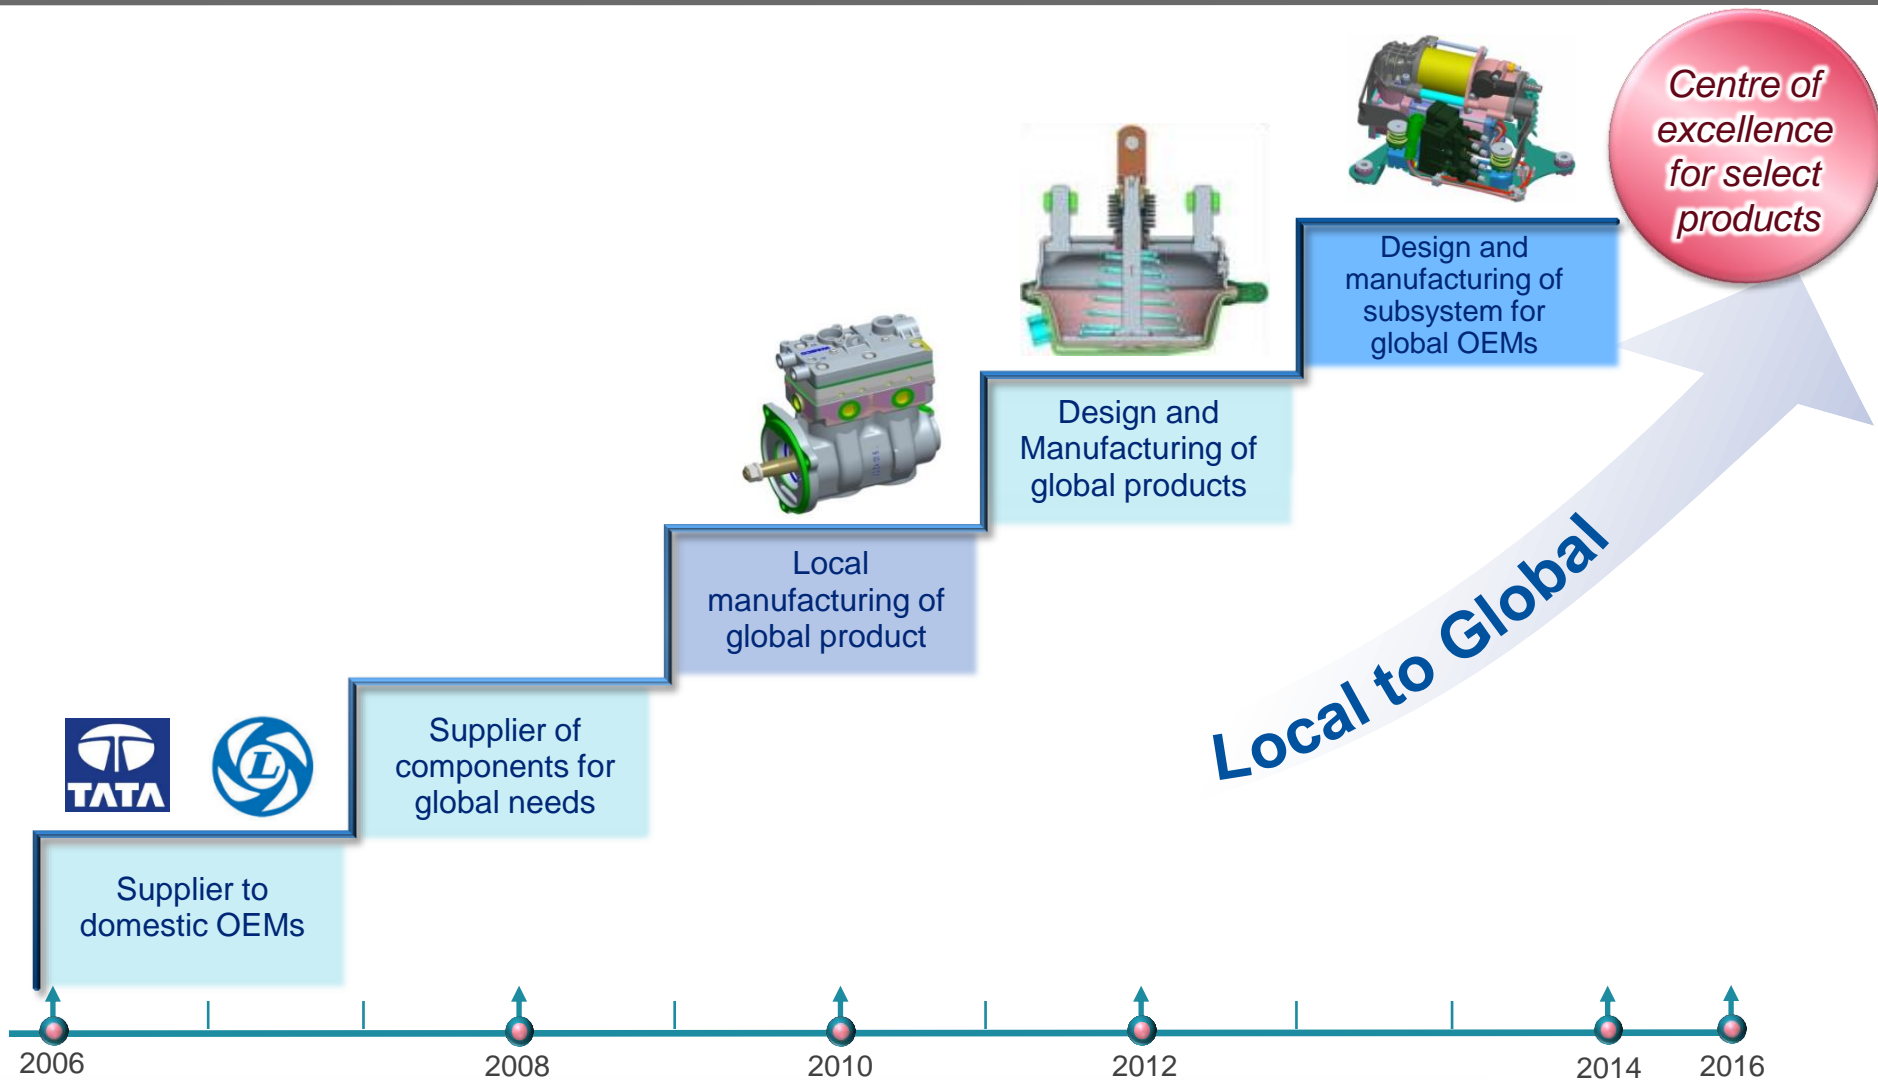 Centre of
excellence
for select
products
Design and
manufacturing of
subsystem for
global OEMs
Design and
Manufacturing of
global products
Local
manufacturing of
global product
Supplier of
components for
global needs
TATA
L
Supplier to
domestic OEMs
Local to Global
2006
2008
2010
2012
2014
2016